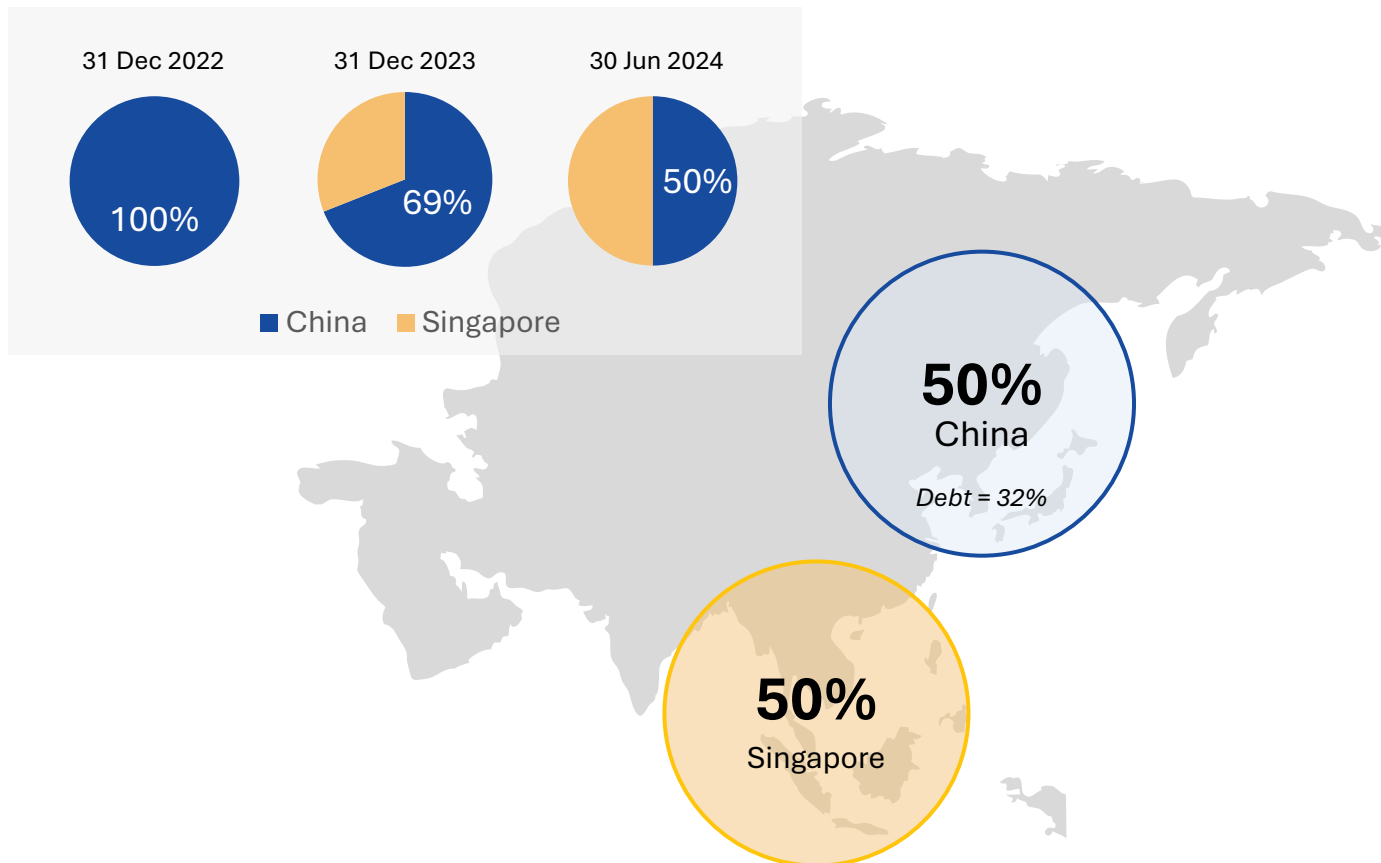 31 Dec 2022
31 Dec 2023
30 Jun 2024
100%
69%
50%
China
Singapore
50%
China
Debt = 32%
50%
Singapore